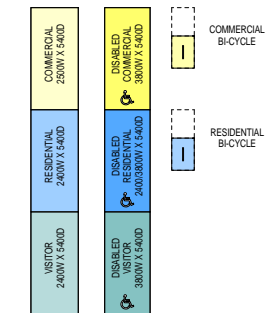 COMMERCIAL
2500W X 5400D
DISABLED
COMMERCIAL
3800W X 5400D
COMMERCIAL
BI-CYCLE
RESIDENTIAL
2400W X 5400D
DISABLED
RESIDENTIAL
2400/3800W X 5400D
RESIDENTIAL
BI-CYCLE
VISITOR
2400W X 5400D
DISABLED
VISITOR
3800W X 5400D